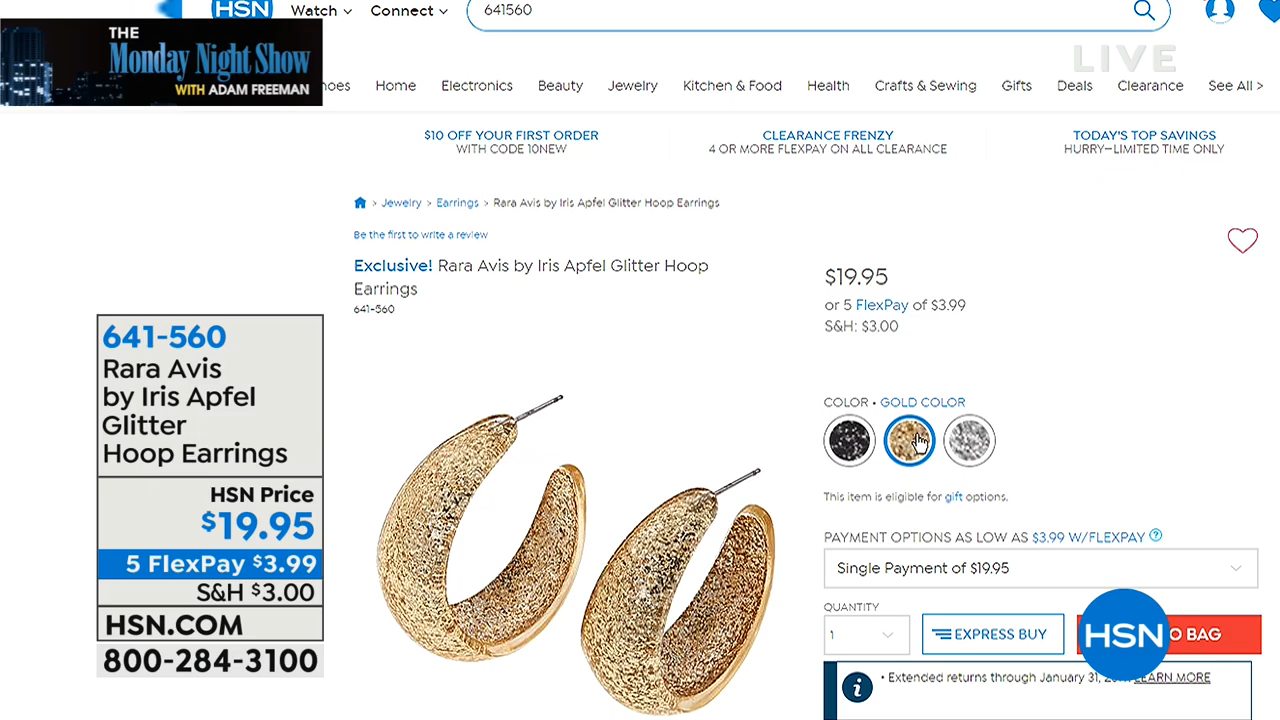 HSN
Watch
Connect
641560
THE
Monday Night Show
WITH ADAM FREEMAN
LIVE
Home
Electronics
Beauty
Jewelry
Kitchen & Food
Health
Crafts & Sewing
Gifts
Deals
Clearance
See All >
$10 OFF YOUR FIRST ORDER
WITH CODE 10NEW
CLEARANCE FRENZY
4 OR MORE FLEXPAY ON ALL CLEARANCE
TODAY'S TOP SAVINGS
HURRY—LIMITED TIME ONLY
> Jewelry > Earrings > Rara Avis by Iris Apfel Glitter Hoop Earrings
Be the first to write a review
Exclusive! Rara Avis by Iris Apfel Glitter Hoop
Earrings
641-560
$19.95
or 5 FlexPay of $3.99
S&H: $3.00
COLOR • GOLD COLOR
This item is eligible for gift options.
PAYMENT OPTIONS AS LOW AS $3.99 W/FLEXPAY ?
Single Payment of $19.95
QUANTITY
1
EXPRESS BUY
BAG
HSN
i
• Extended returns through January 31,
LEARN MORE
641-560
Rara Avis
by Iris Apfel
Glitter
Hoop Earrings
HSN Price
$19.95
5 FlexPay $3.99
S&H $3.00
HSN.COM
800-284-3100